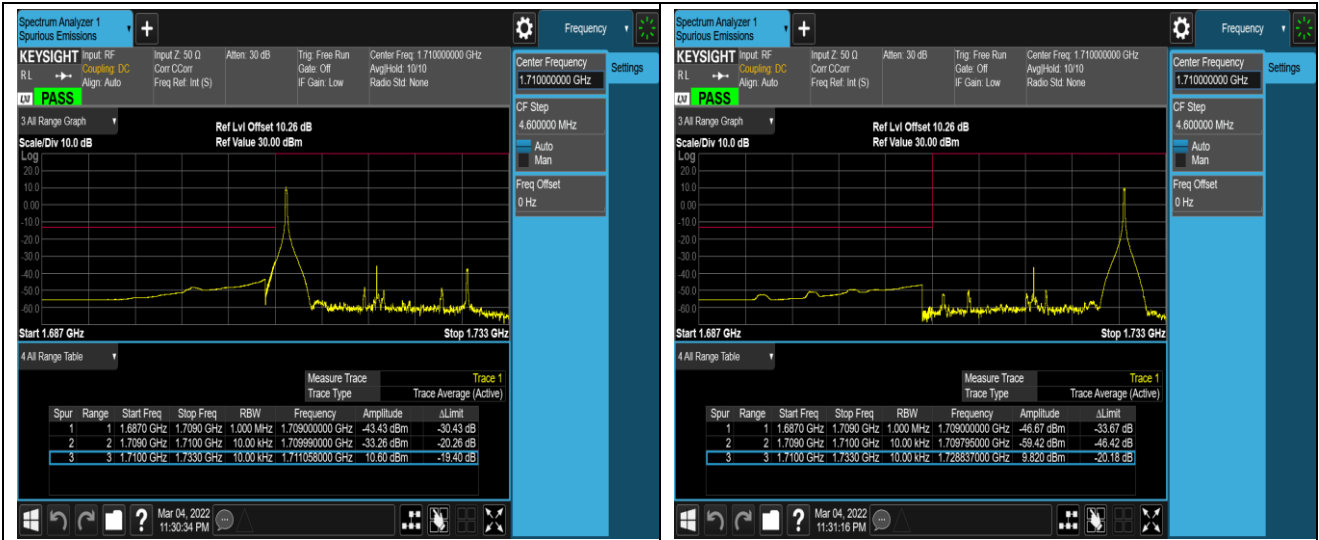 Spectrum Analyzer 1
Spurious Emissions
+
Frequency
KEYSIGHT Input: RF Input Z: 50 Ω Atten: 30 dB Trig: Free Run Center Freq: 1.710000000 GHz
RL Coupling: DC Corr CCorr Gate: Off Avg|Hold: 10/10
Align: Auto Freq Ref: Int (S) IF Gain: Low Radio Std: None
LXI PASS
Center Frequency
1.710000000 GHz
Settings
CF Step
4.600000 MHz
Auto
Man
Freq Offset
0 Hz
3 All Range Graph
Ref Lvl Offset 10.26 dB
Scale/Div 10.0 dB Ref Value 30.00 dBm
Log
20.0
10.0
0.00
-10.0
-20.0
-30.0
-40.0
-50.0
-60.0
Start 1.687 GHz Stop 1.733 GHz
4 All Range Table
Measure Trace Trace 1
Trace Type Trace Average (Active)
Spur Range Start Freq Stop Freq RBW Frequency Amplitude ΔLimit
1 1 1.6870 GHz 1.7090 GHz 1.000 MHz 1.709000000 GHz -43.43 dBm -30.43 dB
2 2 1.7090 GHz 1.7100 GHz 10.00 kHz 1.709990000 GHz -33.26 dBm -20.26 dB
3 3 1.7100 GHz 1.7330 GHz 10.00 kHz 1.711058000 GHz 10.60 dBm -19.40 dB
?
Mar 04, 2022
11:30:34 PM
Spectrum Analyzer 1
Spurious Emissions
+
Frequency
KEYSIGHT Input: RF Input Z: 50 Ω Atten: 30 dB Trig: Free Run Center Freq: 1.710000000 GHz
RL Coupling: DC Corr CCorr Gate: Off Avg|Hold: 10/10
Align: Auto Freq Ref: Int (S) IF Gain: Low Radio Std: None
LXI PASS
Center Frequency
1.710000000 GHz
Settings
CF Step
4.600000 MHz
Auto
Man
Freq Offset
0 Hz
3 All Range Graph
Ref Lvl Offset 10.26 dB
Scale/Div 10.0 dB Ref Value 30.00 dBm
Log
20.0
10.0
0.00
-10.0
-20.0
-30.0
-40.0
-50.0
-60.0
Start 1.687 GHz Stop 1.733 GHz
4 All Range Table
Measure Trace Trace 1
Trace Type Trace Average (Active)
Spur Range Start Freq Stop Freq RBW Frequency Amplitude ΔLimit
1 1 1.6870 GHz 1.7090 GHz 1.000 MHz 1.709000000 GHz -46.67 dBm -33.67 dB
2 2 1.7090 GHz 1.7100 GHz 10.00 kHz 1.709795000 GHz -59.42 dBm -46.42 dB
3 3 1.7100 GHz 1.7330 GHz 10.00 kHz 1.728837000 GHz 9.820 dBm -20.18 dB
?
Mar 04, 2022
11:31:16 PM